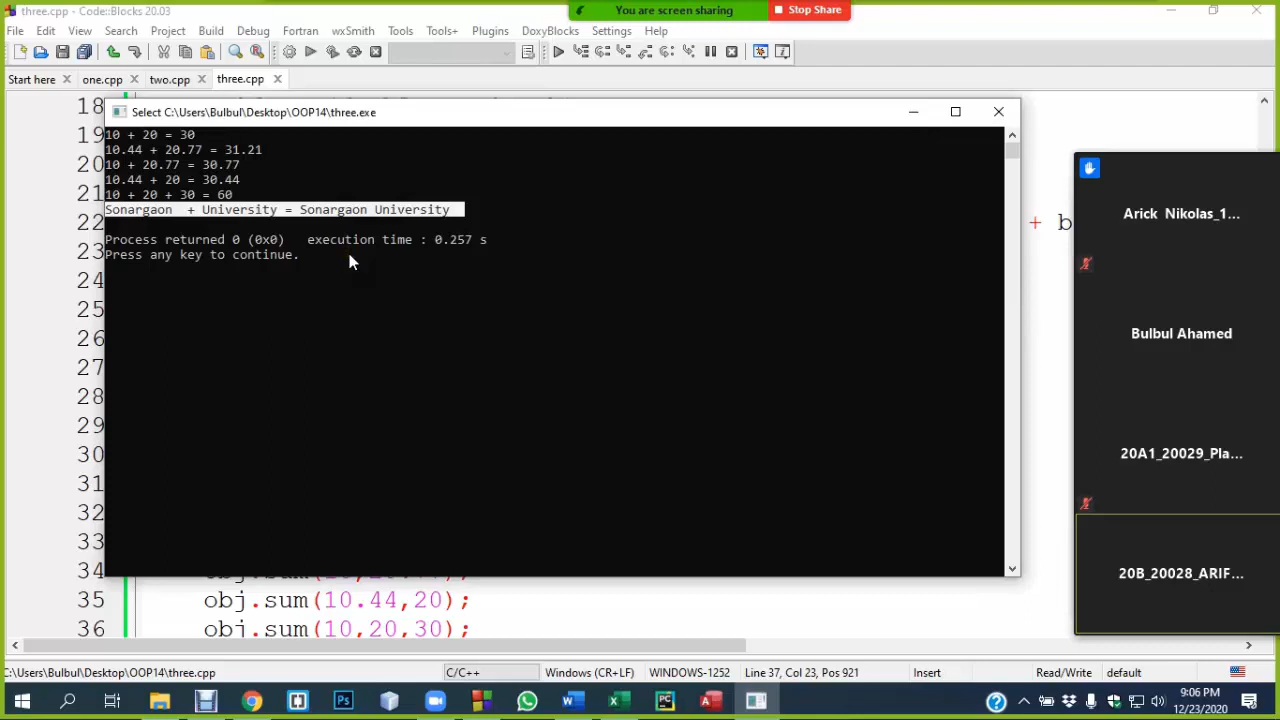 three.cpp - Code::Blocks 20.03
You are screen sharing
Stop Share
File Edit View Search Project Build Debug Fortran wxSmith Tools Tools+ Plugins DoxyBlocks Settings Help
Start here one.cpp two.cpp three.cpp
Select C:\Users\Bulbul\Desktop\OOP14\three.exe
10 + 20 = 30
10.44 + 20.77 = 31.21
10 + 20.77 = 30.77
10.44 + 20 = 30.44
10 + 20 + 30 = 60
Sonargaon  + University = Sonargaon University
Process returned 0 (0x0)   execution time : 0.257 s
Press any key to continue.
18
19
20
21
22 + b
23
24
25
26
27
28
29
30
31
32
33
34
35 obj.sum(10.44,20);
36 obj.sum(10,20,30);
Arick Nikolas_1...
Bulbul Ahamed
20A1_20029_Pla...
20B_20028_ARIF...
C:\Users\Bulbul\Desktop\OOP14\three.cpp C/C++ Windows (CR+LF) WINDOWS-1252 Line 37, Col 23, Pos 921 Insert Read/Write default
9:06 PM
12/23/2020